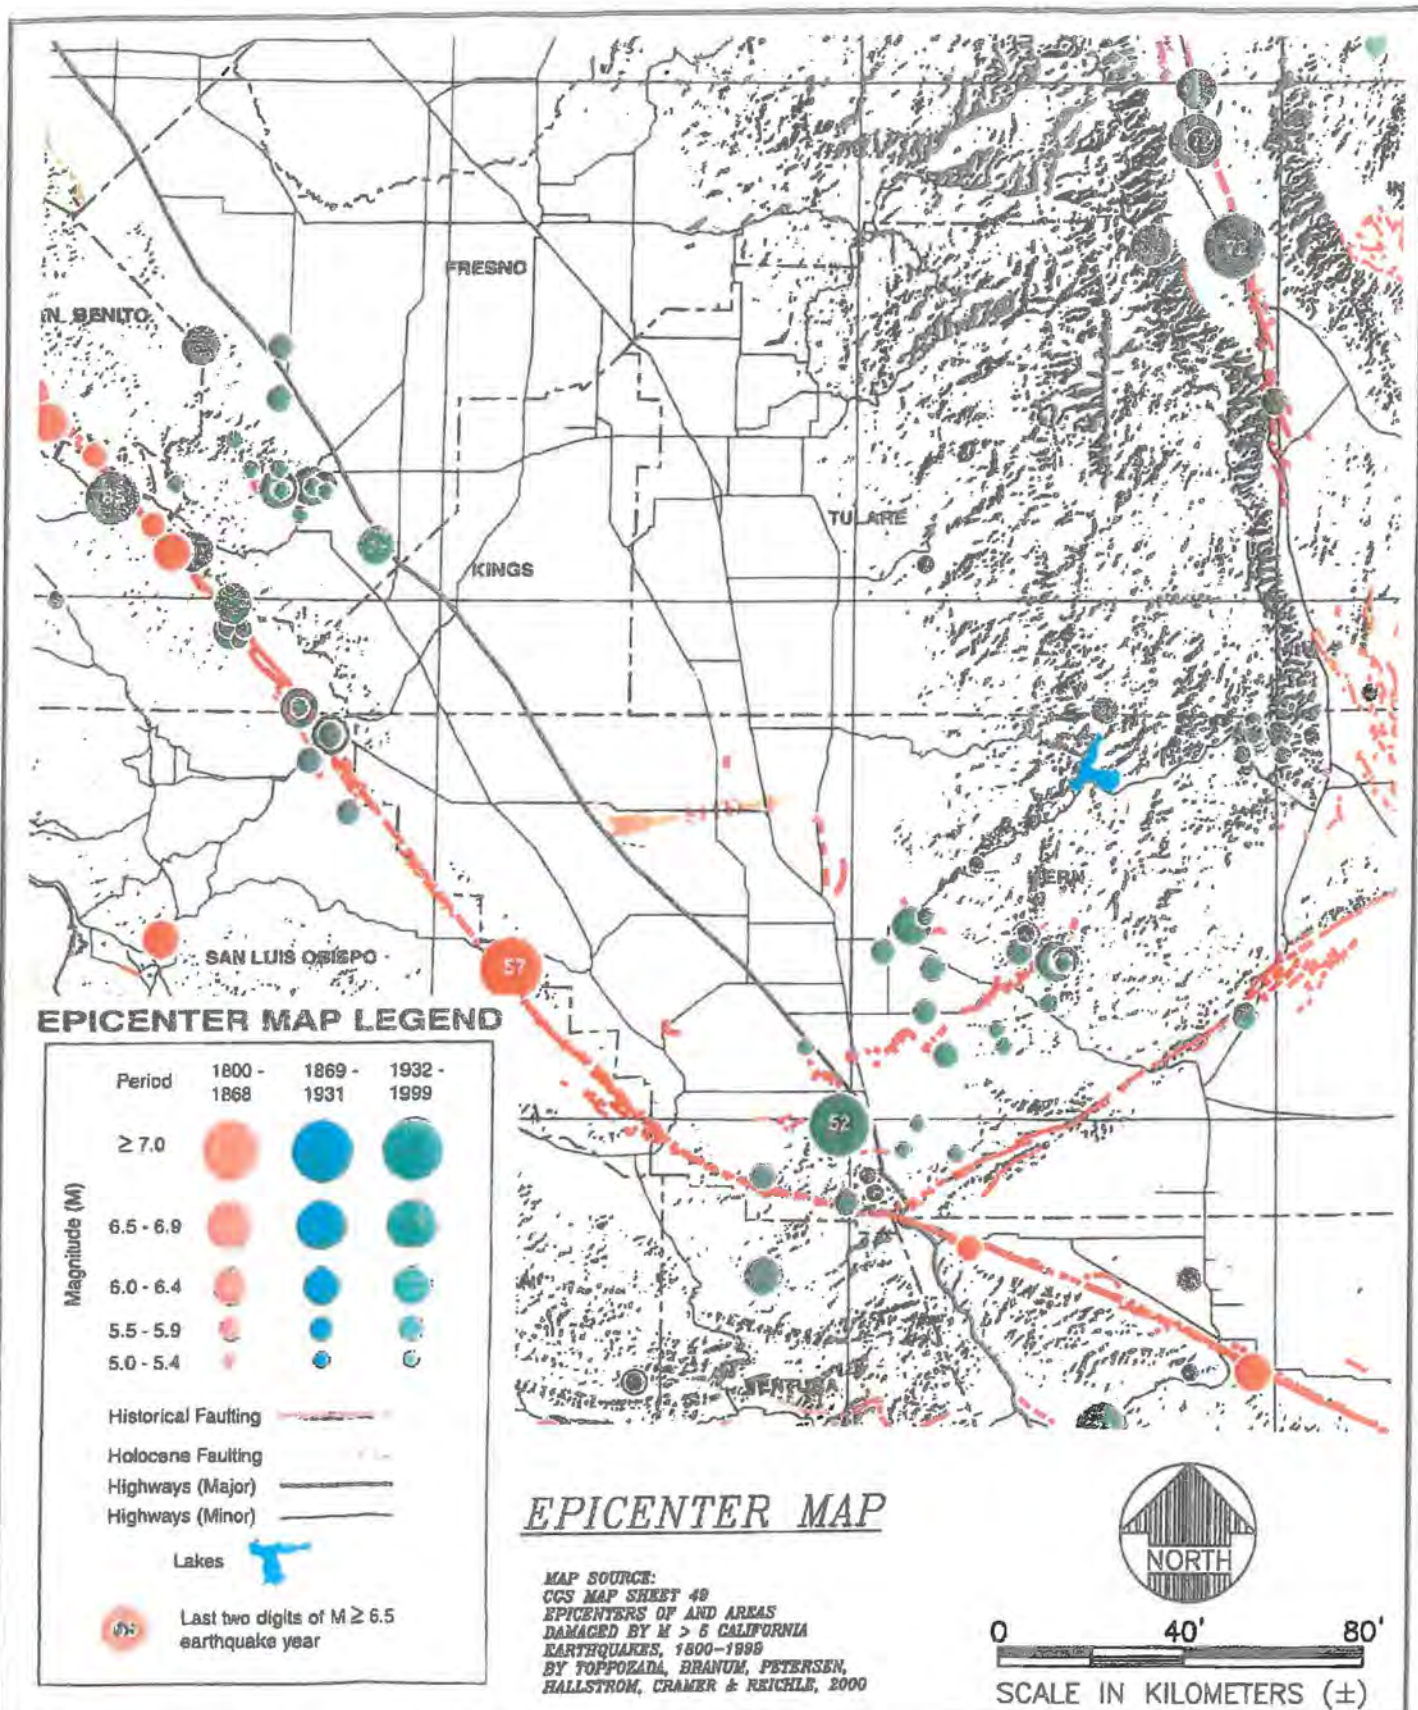 FRESNO
N BENITO
TULARE
KINGS
ERN
SAN LUIS OBISPO
57
52
72
VENTURA
EPICENTER MAP LEGEND
Period
1800 - 1868
1869 - 1931
1932 - 1999
Magnitude (M)
≥ 7.0
6.5 - 6.9
6.0 - 6.4
5.5 - 5.9
5.0 - 5.4
Historical Faulting
Holocene Faulting
Highways (Major)
Highways (Minor)
Lakes
Last two digits of M ≥ 6.5
earthquake year
EPICENTER MAP
MAP SOURCE:
CGS MAP SHEET 49
EPICENTERS OF AND AREAS
DAMAGED BY M > 5 CALIFORNIA
EARTHQUAKES, 1800-1999
BY TOPPOZADA, BRANUM, PETERSEN,
HALLSTROM, CRAMER & REICHLE, 2000
NORTH
0 40' 80'
SCALE IN KILOMETERS (±)